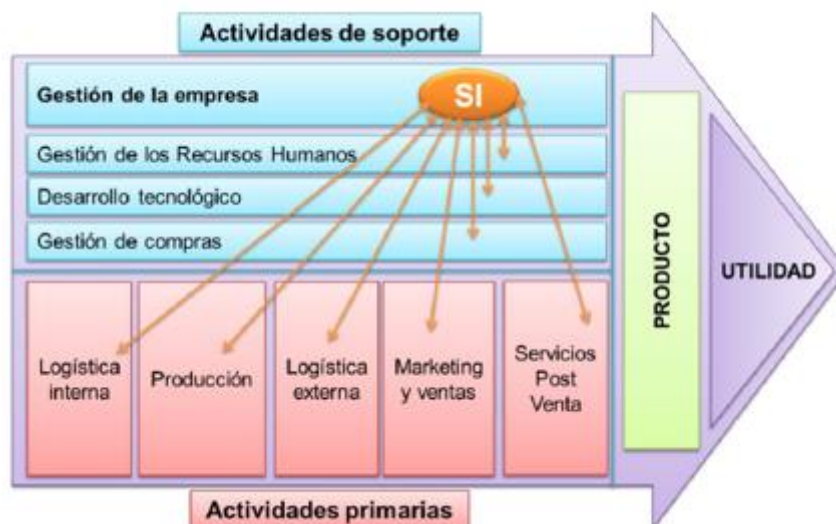 Actividades de soporte
Gestión de la empresa
SI
Gestión de los Recursos Humanos
Desarrollo tecnológico
Gestión de compras
Logística
interna
Producción
Logística
externa
Marketing
y ventas
Servicios
Post
Venta
PRODUCTO
UTILIDAD
Actividades primarias